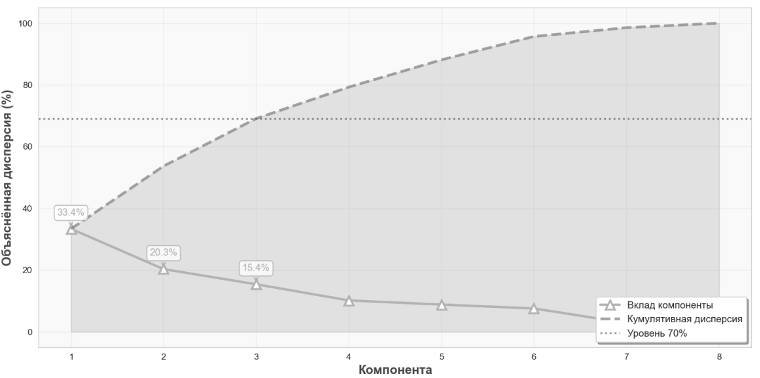 100
80
60
40
20
0
Объяснённая дисперсия (%)
33.4%
20.3%
15.4%
Вклад компоненты
Кумулятивная дисперсия
Уровень 70%
1 2 3 4 5 6 7 8
Компонента